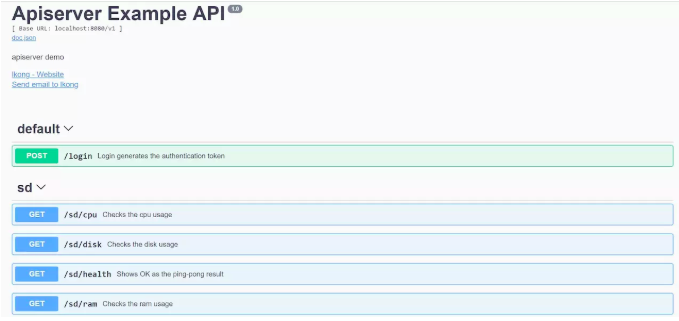 Apiserver Example API 1.0
[ Base URL: localhost:8080/v1 ]
doc.json
apiserver demo
lkong - Website
Send email to lkong
default
POST /login Login generates the authentication token
sd
GET /sd/cpu Checks the cpu usage
GET /sd/disk Checks the disk usage
GET /sd/health Shows OK as the ping-pong result
GET /sd/ram Checks the ram usage